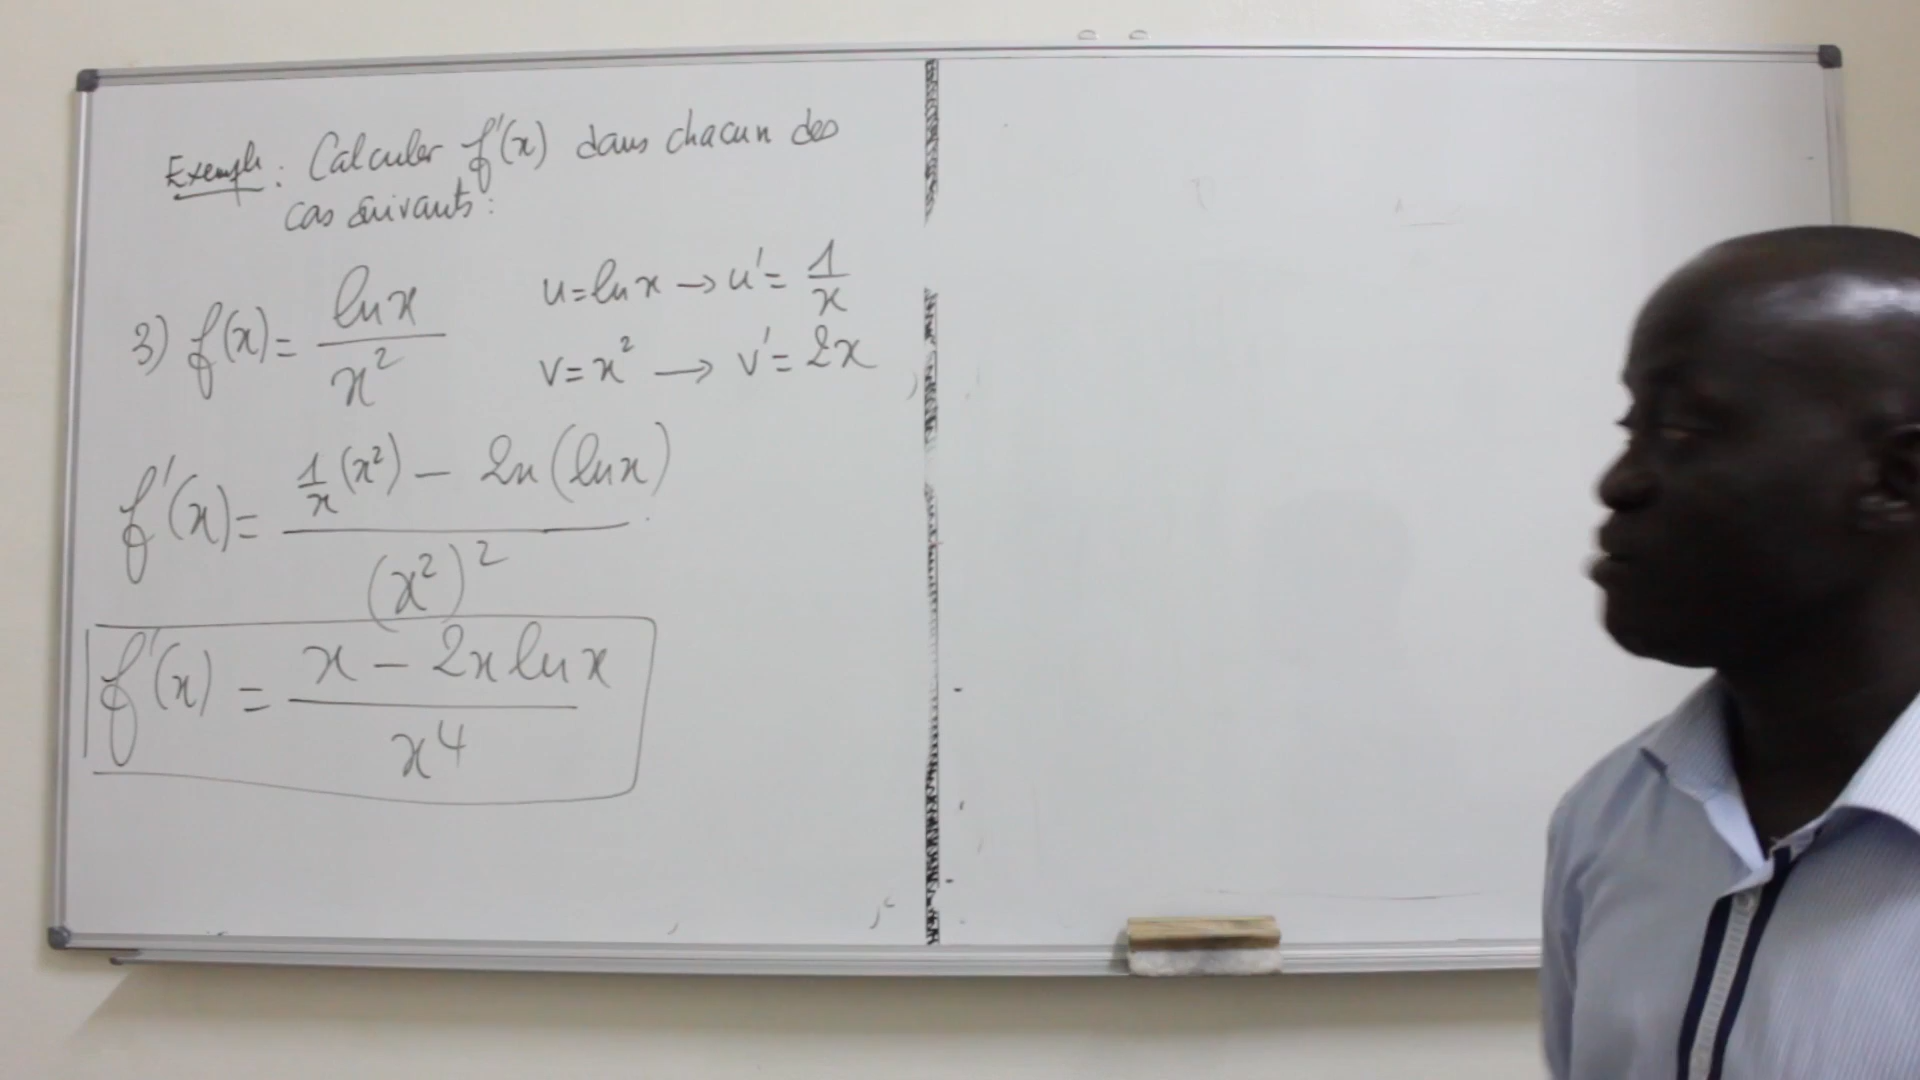 Exemple : Calculer f'(x) dans chacun des
cas suivants :
3) f(x) = ln x / x²
u = ln x → u' = 1/x
v = x² → v' = 2x
f'(x) = (1/x (x²) − 2x (ln x)) / (x²)²
f'(x) = (x − 2x ln x) / x⁴